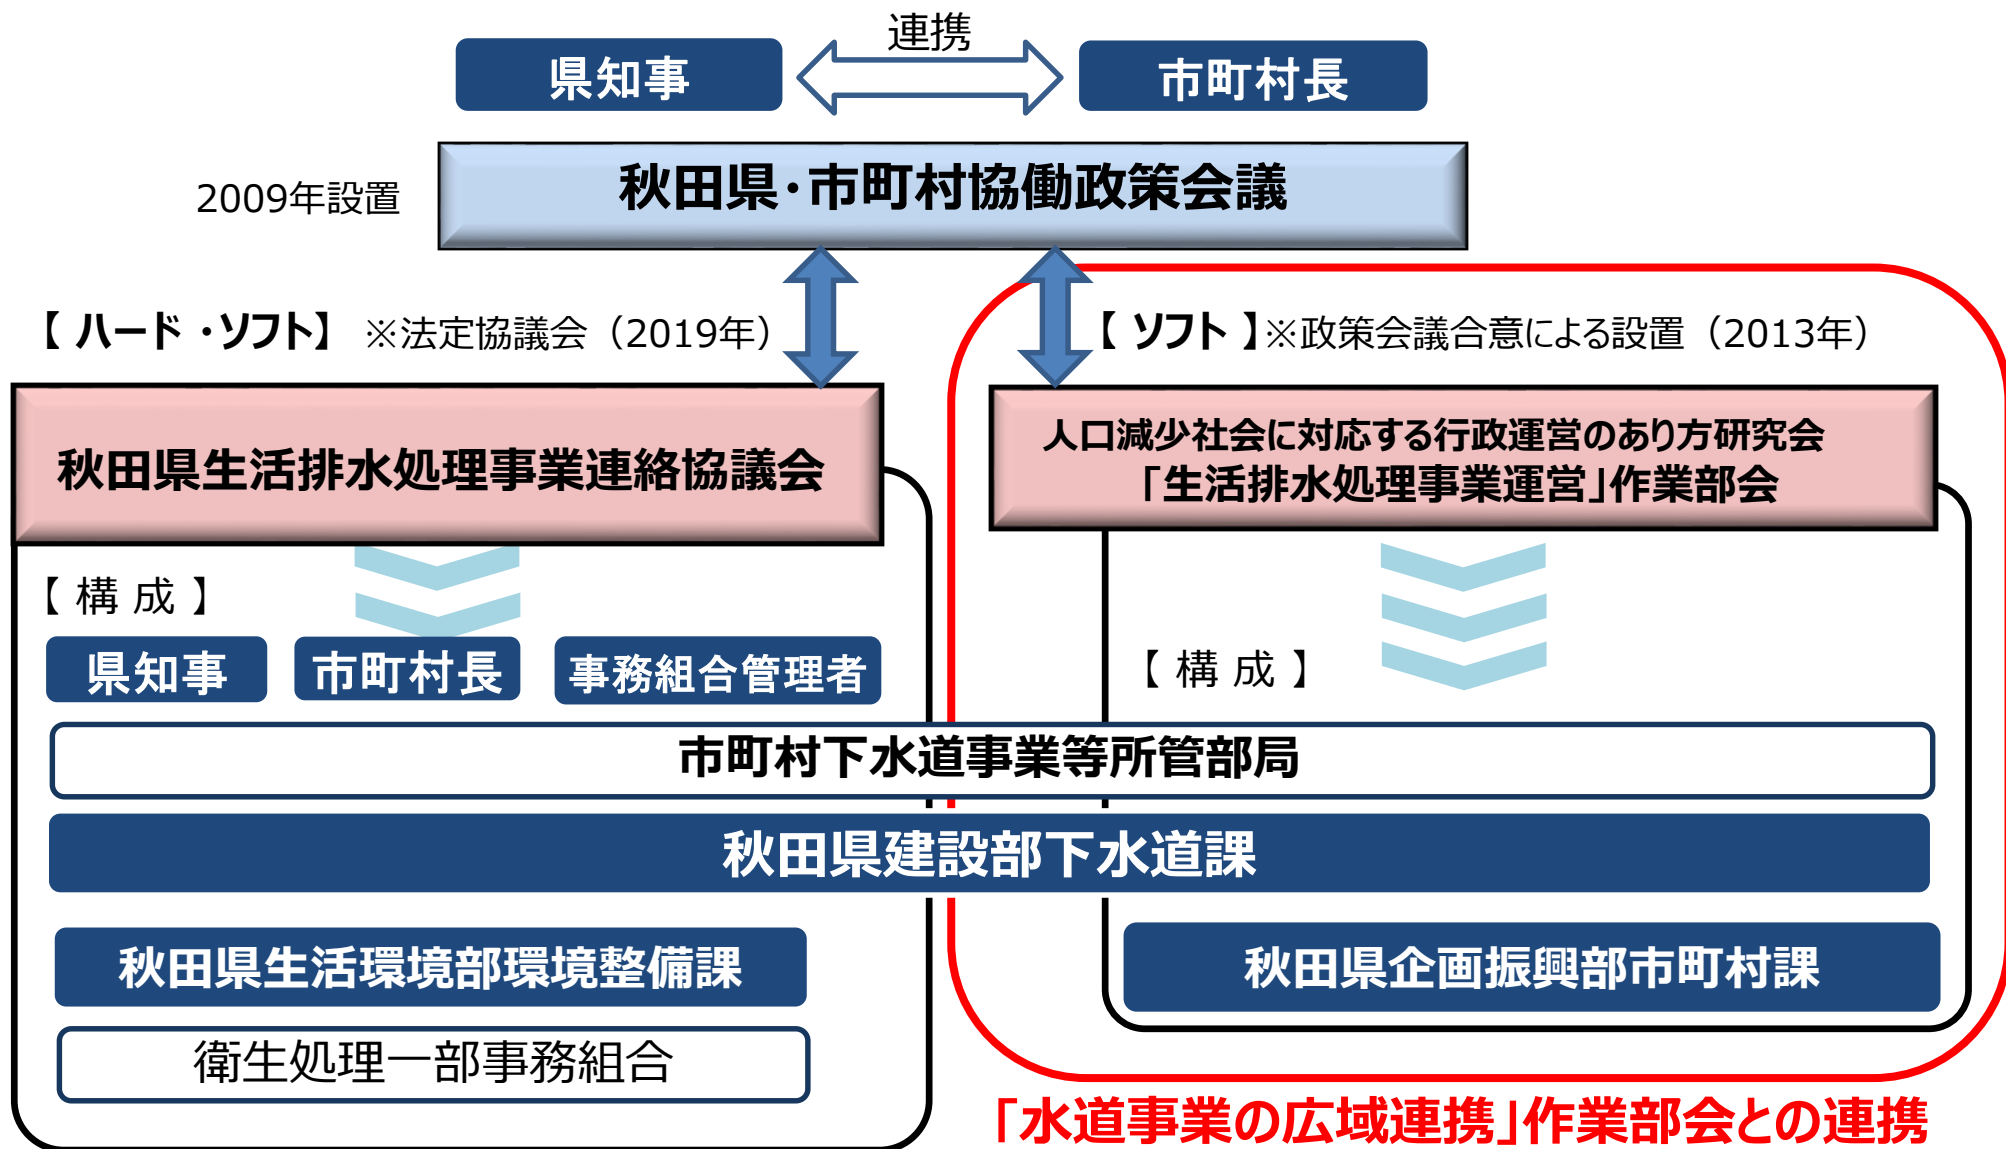 連携
県知事
市町村長
2009年設置
秋田県・市町村協働政策会議
【 ハード ・ソフト】 ※法定協議会（2019年）
【 ソフト 】※政策会議合意による設置（2013年）
秋田県生活排水処理事業連絡協議会
人口減少社会に対応する行政運営のあり方研究会
「生活排水処理事業運営」作業部会
【 構 成 】
県知事
市町村長
事務組合管理者
【 構 成 】
市町村下水道事業等所管部局
秋田県建設部下水道課
秋田県生活環境部環境整備課
秋田県企画振興部市町村課
衛生処理一部事務組合
「水道事業の広域連携」作業部会との連携